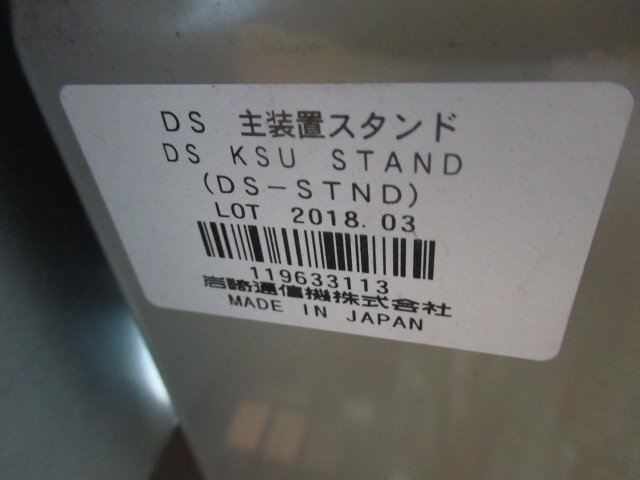 DS 主装置スタンド
DS KSU STAND
(DS-STND)
LOT 2018.03
119633113
岩崎通信機株式会社
MADE IN JAPAN